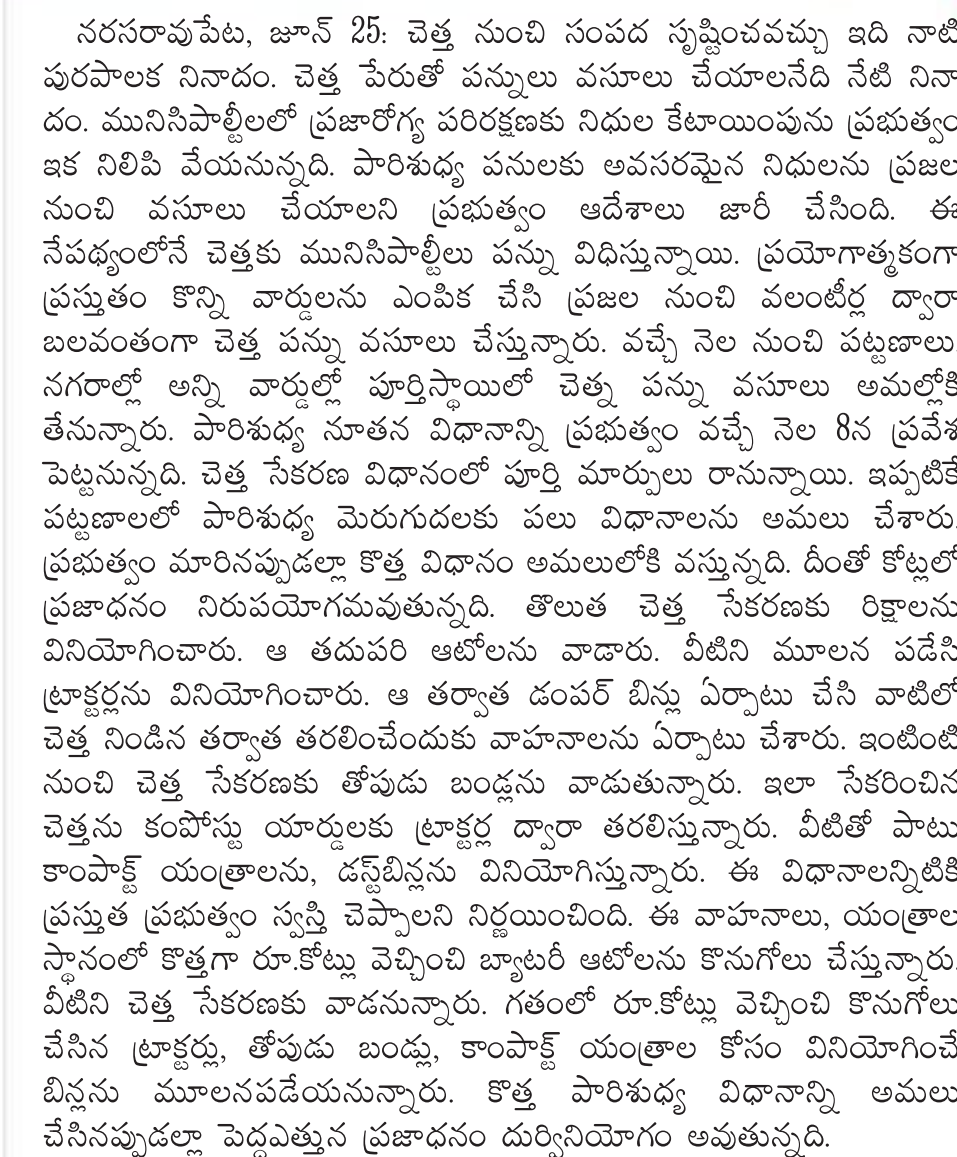 నరసరావుపేట, జూన్ 25: చెత్త నుంచి సంపద సృష్టించవచ్చు ఇది నాటి
పురపాలక నినాదం. చెత్త పేరుతో పన్నులు వసూలు చేయాలనేది నేటి నినా
దం. మునిసిపాల్టీలలో ప్రజారోగ్య పరిరక్షణకు నిధుల కేటాయింపును ప్రభుత్వం
ఇక నిలిపి వేయనున్నది. పారిశుధ్య పనులకు అవసరమైన నిధులను ప్రజల
నుంచి వసూలు చేయాలని ప్రభుత్వం ఆదేశాలు జారీ చేసింది. ఈ
నేపథ్యంలోనే చెత్తకు మునిసిపాల్టీలు పన్ను విధిస్తున్నాయి. ప్రయోగాత్మకంగా
ప్రస్తుతం కొన్ని వార్డులను ఎంపిక చేసి ప్రజల నుంచి వలంటీర్ల ద్వారా
బలవంతంగా చెత్త పన్ను వసూలు చేస్తున్నారు. వచ్చే నెల నుంచి పట్టణాలు,
నగరాల్లో అన్ని వార్డుల్లో పూర్తిస్థాయిలో చెత్న పన్ను వసూలు అమల్లోకి
తేనున్నారు. పారిశుధ్య నూతన విధానాన్ని ప్రభుత్వం వచ్చే నెల 8న ప్రవేశ
పెట్టనున్నది. చెత్త సేకరణ విధానంలో పూర్తి మార్పులు రానున్నాయి. ఇప్పటికే
పట్టణాలలో పారిశుధ్య మెరుగుదలకు పలు విధానాలను అమలు చేశారు.
ప్రభుత్వం మారినప్పుడల్లా కొత్త విధానం అమలులోకి వస్తున్నది. దీంతో కోట్లలో
ప్రజాధనం నిరుపయోగమవుతున్నది. తొలుత చెత్త సేకరణకు రిక్షాలను
వినియోగించారు. ఆ తదుపరి ఆటోలను వాడారు. వీటిని మూలన పడేసి
ట్రాక్టర్లను వినియోగించారు. ఆ తర్వాత డంపర్ బిన్లు ఏర్పాటు చేసి వాటిలో
చెత్త నిండిన తర్వాత తరలించేందుకు వాహనాలను ఏర్పాటు చేశారు. ఇంటింటి
నుంచి చెత్త సేకరణకు తోపుడు బండ్లను వాడుతున్నారు. ఇలా సేకరించిన
చెత్తను కంపోస్టు యార్డులకు ట్రాక్టర్ల ద్వారా తరలిస్తున్నారు. వీటితో పాటు
కాంపాక్ట్ యంత్రాలను, డస్ట్‌బిన్లను వినియోగిస్తున్నారు. ఈ విధానాలన్నిటికి
ప్రస్తుత ప్రభుత్వం స్వస్తి చెప్పాలని నిర్ణయించింది. ఈ వాహనాలు, యంత్రాల
స్థానంలో కొత్తగా రూ.కోట్లు వెచ్చించి బ్యాటరీ ఆటోలను కొనుగోలు చేస్తున్నారు.
వీటిని చెత్త సేకరణకు వాడనున్నారు. గతంలో రూ.కోట్లు వెచ్చించి కొనుగోలు
చేసిన ట్రాక్టర్లు, తోపుడు బండ్లు, కాంపాక్ట్ యంత్రాల కోసం వినియోగించే
బిన్లను మూలనపడేయనున్నారు. కొత్త పారిశుధ్య విధానాన్ని అమలు
చేసినప్పుడల్లా పెద్దఎత్తున ప్రజాధనం దుర్వినియోగం అవుతున్నది.